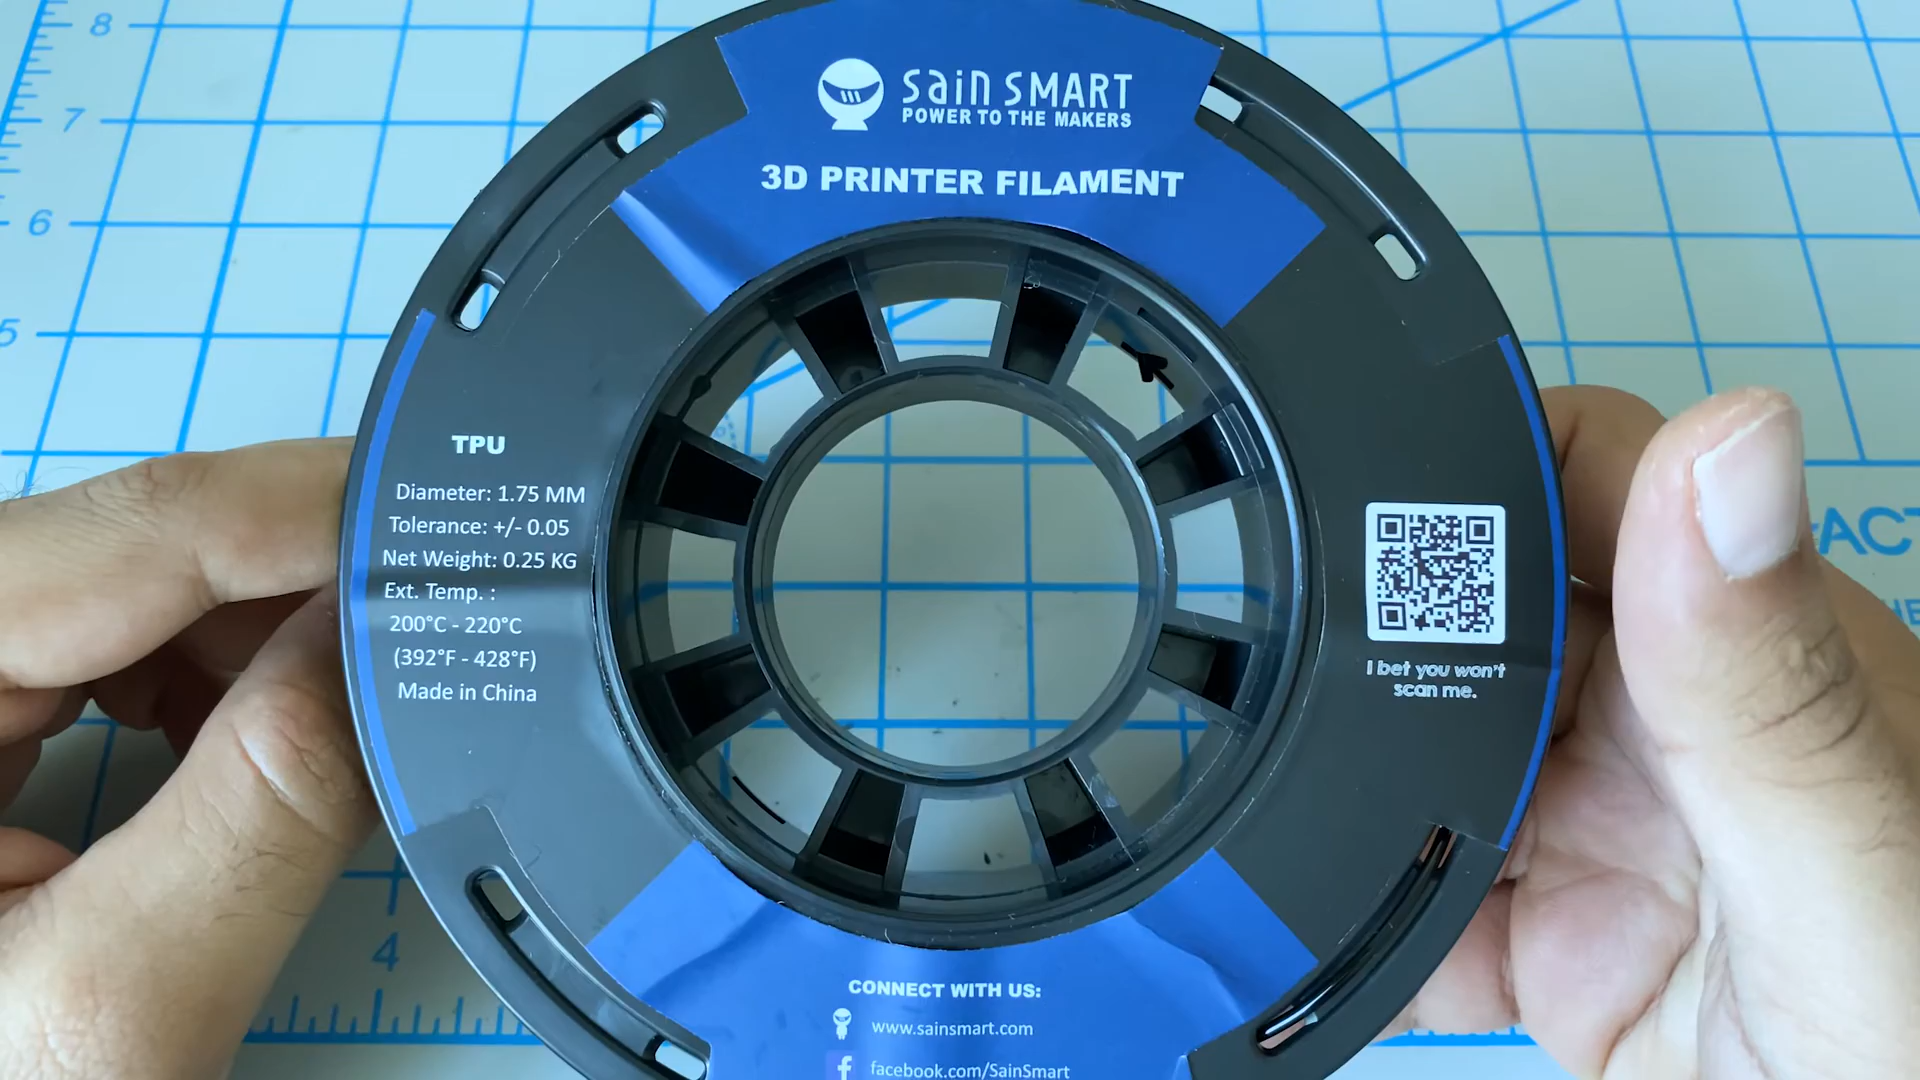 8
7
6
5
4
sain SMART
POWER TO THE MAKERS
3D PRINTER FILAMENT
TPU
Diameter: 1.75 MM
Tolerance: +/- 0.05
Net Weight: 0.25 KG
Ext. Temp. :
200°C - 220°C
(392°F - 428°F)
Made in China
I bet you won't
scan me.
CONNECT WITH US:
www.sainsmart.com
facebook.com/SainSmart